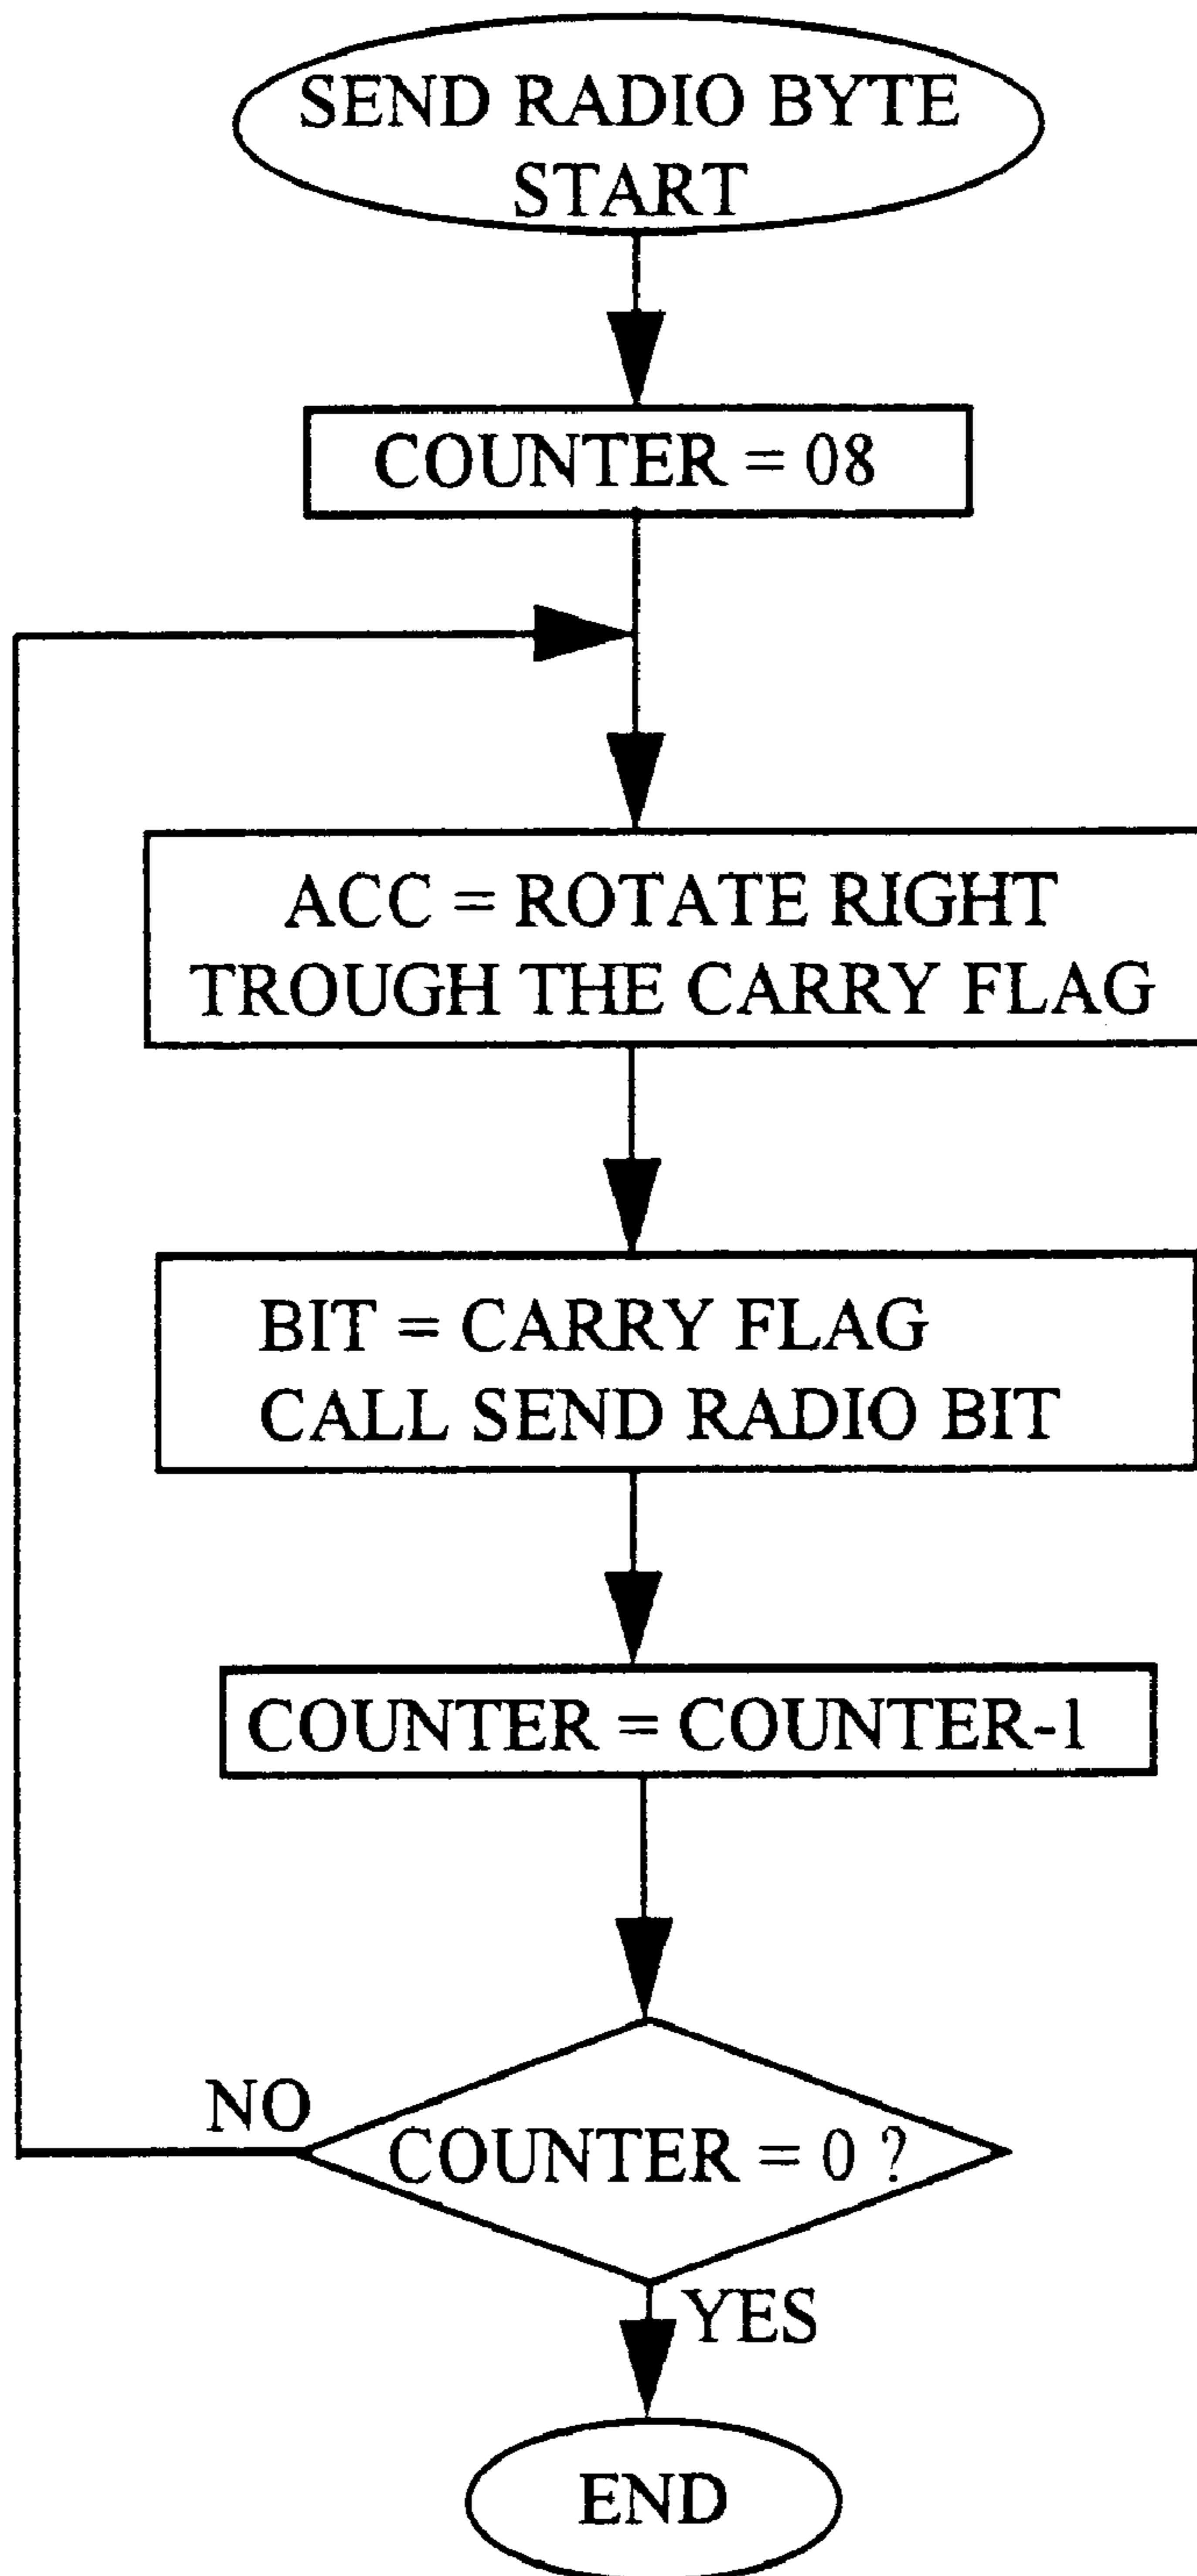 SEND RADIO BYTE
START
COUNTER = 08
ACC = ROTATE RIGHT
TROUGH THE CARRY FLAG
BIT = CARRY FLAG
CALL SEND RADIO BIT
COUNTER = COUNTER-1
NO
COUNTER = 0 ?
YES
END